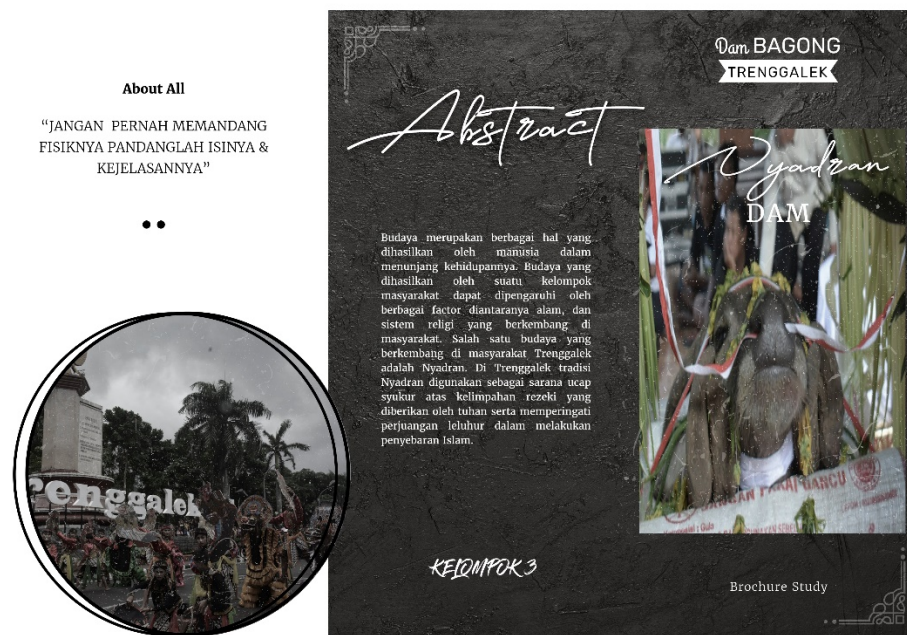 About All
“JANGAN PERNAH MEMANDANG
FISIKNYA PANDANGLAH ISINYA &
KEJELASANNYA”
Trenggalek
Abstract
Budaya merupakan berbagai hal yang
dihasilkan oleh manusia dalam
menunjang kehidupannya. Budaya yang
dihasilkan oleh suatu kelompok
masyarakat dapat dipengaruhi oleh
berbagai factor diantaranya alam, dan
sistem religi yang berkembang di
masyarakat. Salah satu budaya yang
berkembang di masyarakat Trenggalek
adalah Nyadran. Di Trenggalek tradisi
Nyadran digunakan sebagai sarana ucap
syukur atas kelimpahan rezeki yang
diberikan oleh tuhan serta memperingati
perjuangan leluhur dalam melakukan
penyebaran Islam.
KELOMPOK 3
Dam BAGONG
TRENGGALEK
Nyadran
DAM
JANGAN PAKAI GANCU
Brochure Study